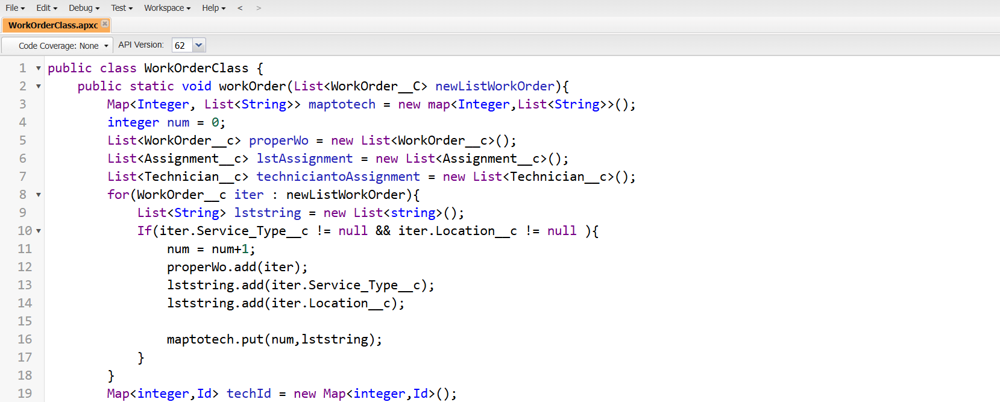 File Edit Debug Test Workspace Help < >
WorkOrderClass.apxc
Code Coverage: None API Version: 62
1 public class WorkOrderClass {
2 public static void workOrder(List<WorkOrder__C> newListWorkOrder){
3 Map<Integer, List<String>> maptotech = new map<Integer,List<String>>();
4 integer num = 0;
5 List<WorkOrder__c> properWo = new List<WorkOrder__c>();
6 List<Assignment__c> lstAssignment = new List<Assignment__c>();
7 List<Technician__c> techniciantoAssignment = new List<Technician__c>();
8 for(WorkOrder__c iter : newListWorkOrder){
9 List<String> lststring = new List<string>();
10 If(iter.Service_Type__c != null && iter.Location__c != null ){
11 num = num+1;
12 properWo.add(iter);
13 lststring.add(iter.Service_Type__c);
14 lststring.add(iter.Location__c);
15
16 maptotech.put(num,lststring);
17 }
18 }
19 Map<integer,Id> techId = new Map<integer,Id>();